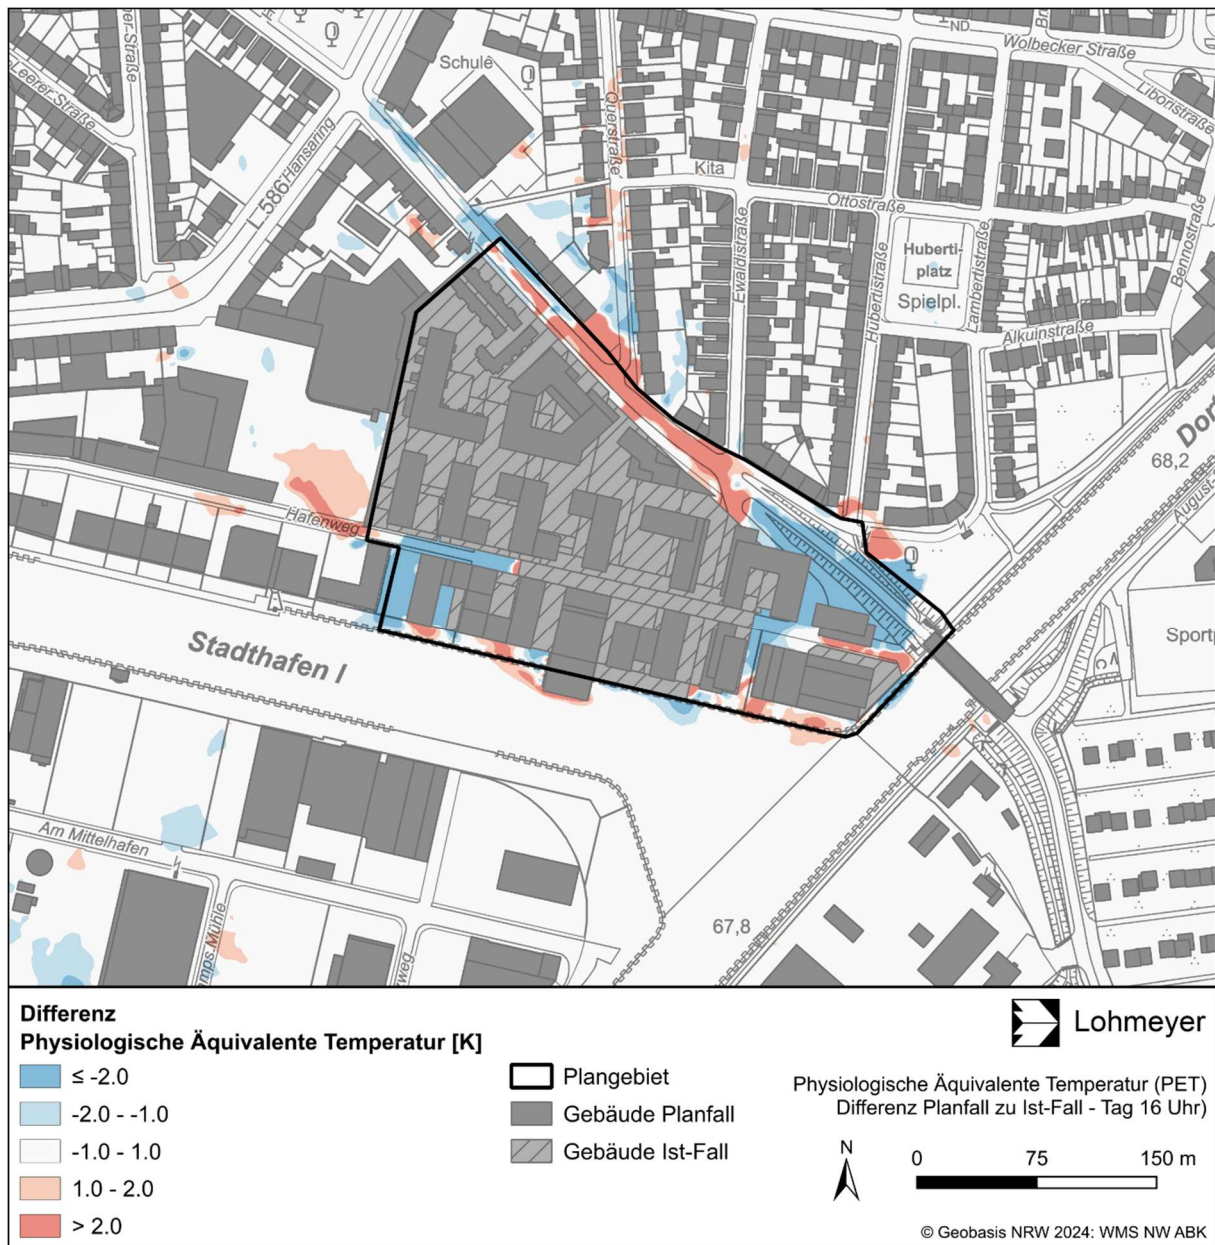 ND
Wolbecker Straße
Schule
Leerer Straße
Liboristraße
Querstraße
586
Hansaring
Kita
Ottostraße
Bennostraße
Huberti-
platz
Spielpl.
Ewaldistraße
Hubertistraße
Lambertistraße
Alkuinstraße
68,2
Hafenweg
Stadthafen I
Am Mittelhafen
67,8
Differenz
Physiologische Äquivalente Temperatur [K]
≤ -2.0
-2.0 - -1.0
-1.0 - 1.0
1.0 - 2.0
> 2.0
Plangebiet
Gebäude Planfall
Gebäude Ist-Fall
Lohmeyer
Physiologische Äquivalente Temperatur (PET)
Differenz Planfall zu Ist-Fall - Tag 16 Uhr)
N
0 75 150 m
© Geobasis NRW 2024: WMS NW ABK